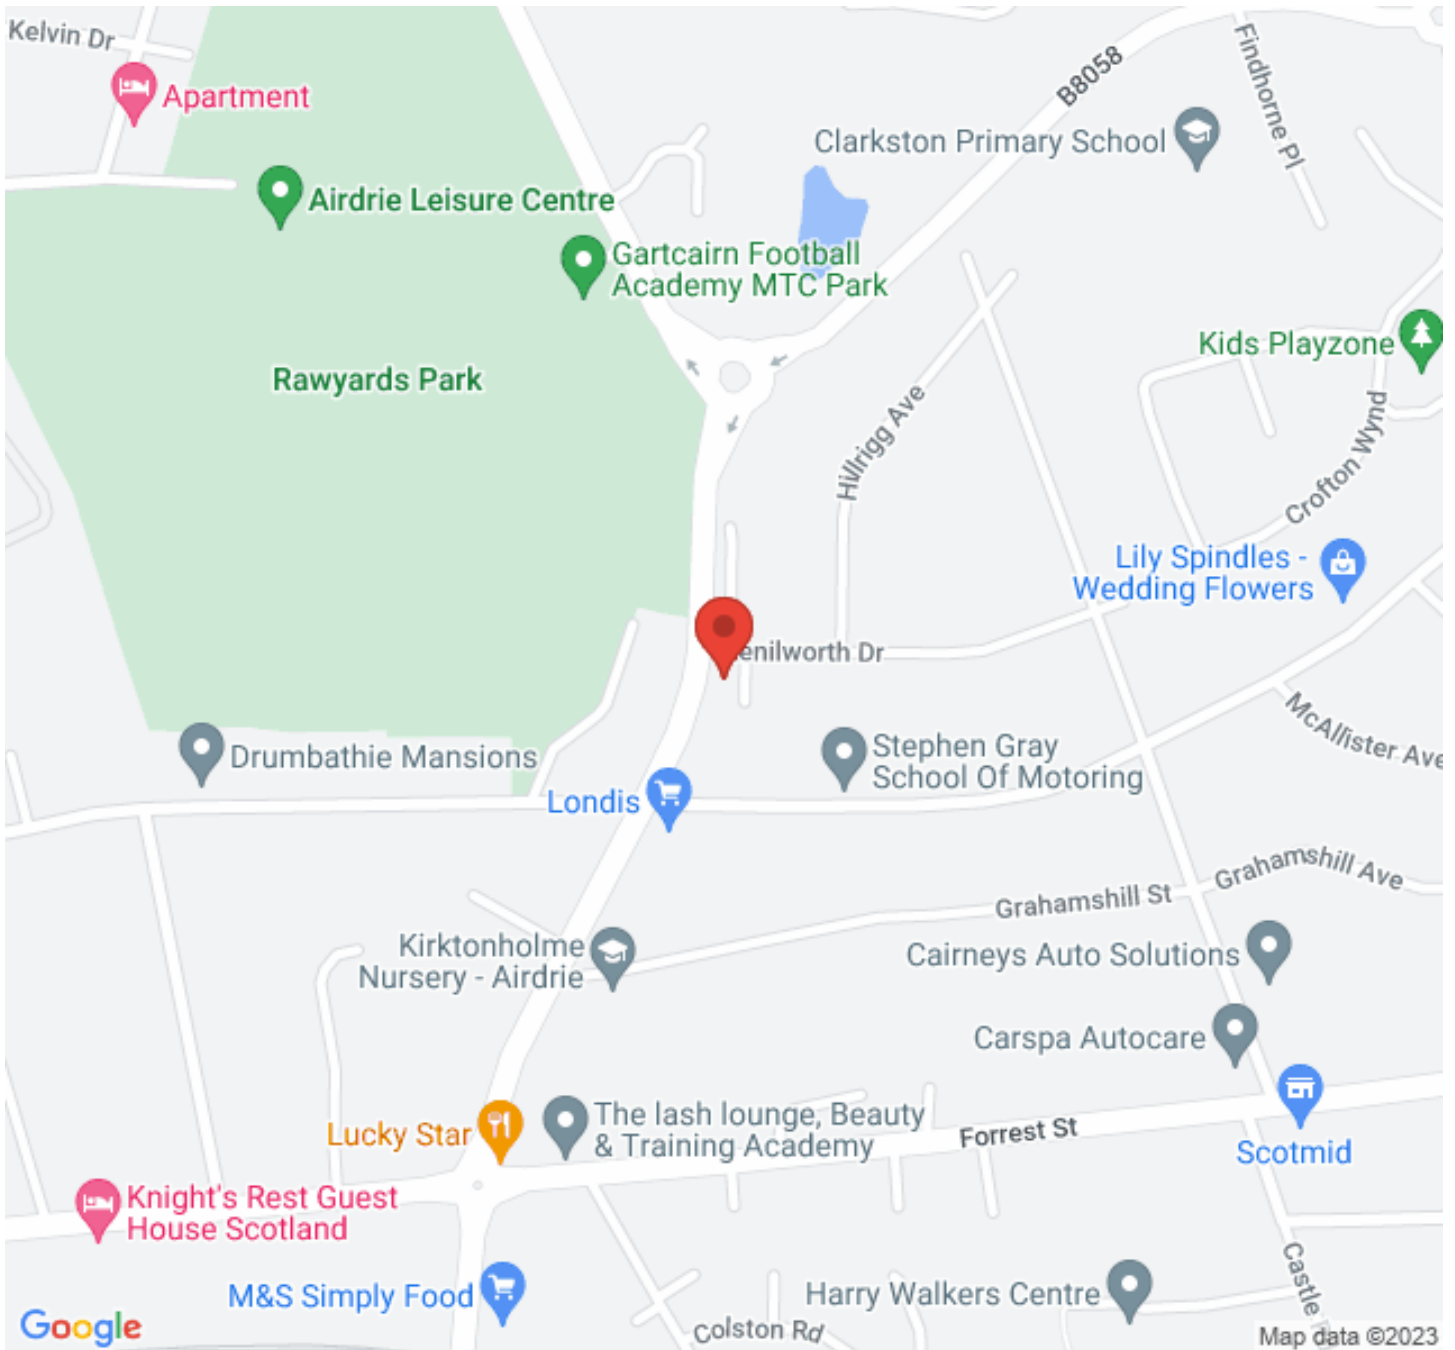 Kelvin Dr
Apartment
B8058
Findhorne Pl
Clarkston Primary School
Airdrie Leisure Centre
Gartcairn Football
Academy MTC Park
Rawyards Park
Kids Playzone
Hillrigg Ave
Crofton Wynd
Lily Spindles -
Wedding Flowers
enilworth Dr
McAllister Ave
Drumbathie Mansions
Stephen Gray
School Of Motoring
Londis
Grahamshill Ave
Grahamshill St
Kirktonholme
Nursery - Airdrie
Cairneys Auto Solutions
Carspa Autocare
The lash lounge, Beauty
& Training Academy
Lucky Star
Forrest St
Scotmid
Knight's Rest Guest
House Scotland
M&S Simply Food
Harry Walkers Centre
Castle
Colston Rd
Google
Map data ©2023